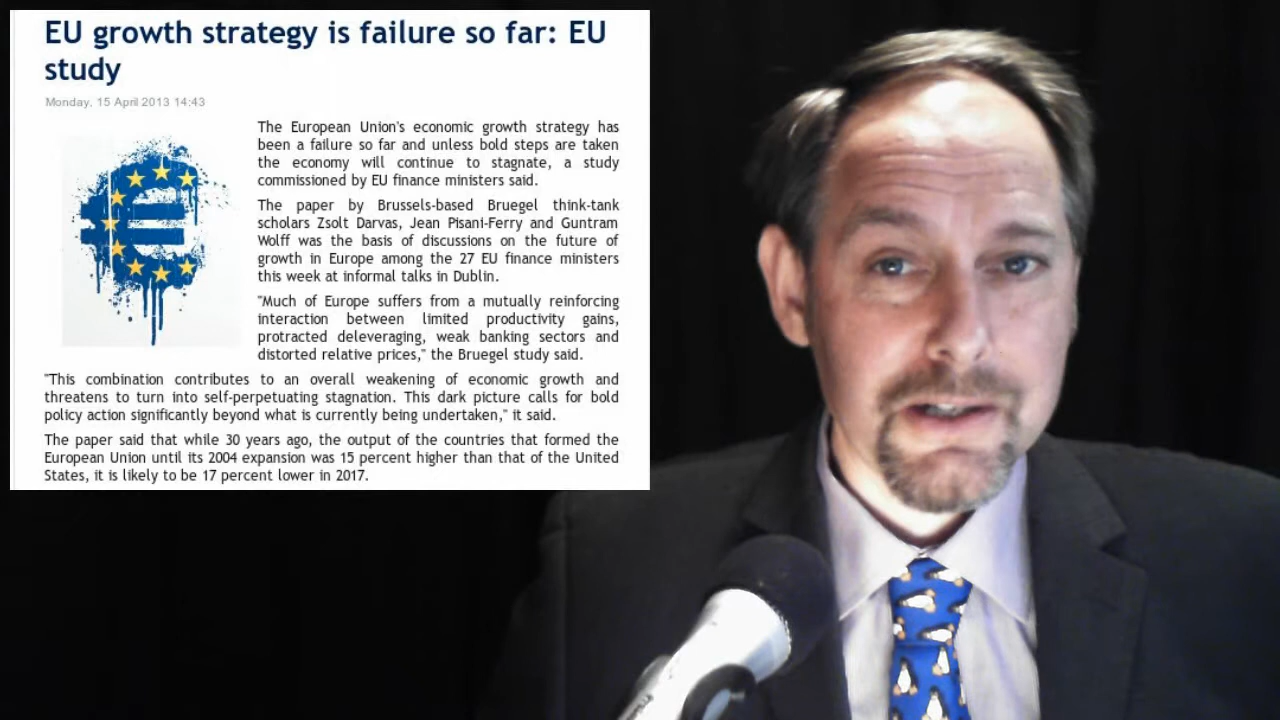 EU growth strategy is failure so far: EU
study
Monday, 15 April 2013 14:43
The European Union's economic growth strategy has
been a failure so far and unless bold steps are taken
the economy will continue to stagnate, a study
commissioned by EU finance ministers said.
The paper by Brussels-based Bruegel think-tank
scholars Zsolt Darvas, Jean Pisani-Ferry and Guntram
Wolff was the basis of discussions on the future of
growth in Europe among the 27 EU finance ministers
this week at informal talks in Dublin.
"Much of Europe suffers from a mutually reinforcing
interaction between limited productivity gains,
protracted deleveraging, weak banking sectors and
distorted relative prices," the Bruegel study said.
"This combination contributes to an overall weakening of economic growth and
threatens to turn into self-perpetuating stagnation. This dark picture calls for bold
policy action significantly beyond what is currently being undertaken," it said.
The paper said that while 30 years ago, the output of the countries that formed the
European Union until its 2004 expansion was 15 percent higher than that of the United
States, it is likely to be 17 percent lower in 2017.